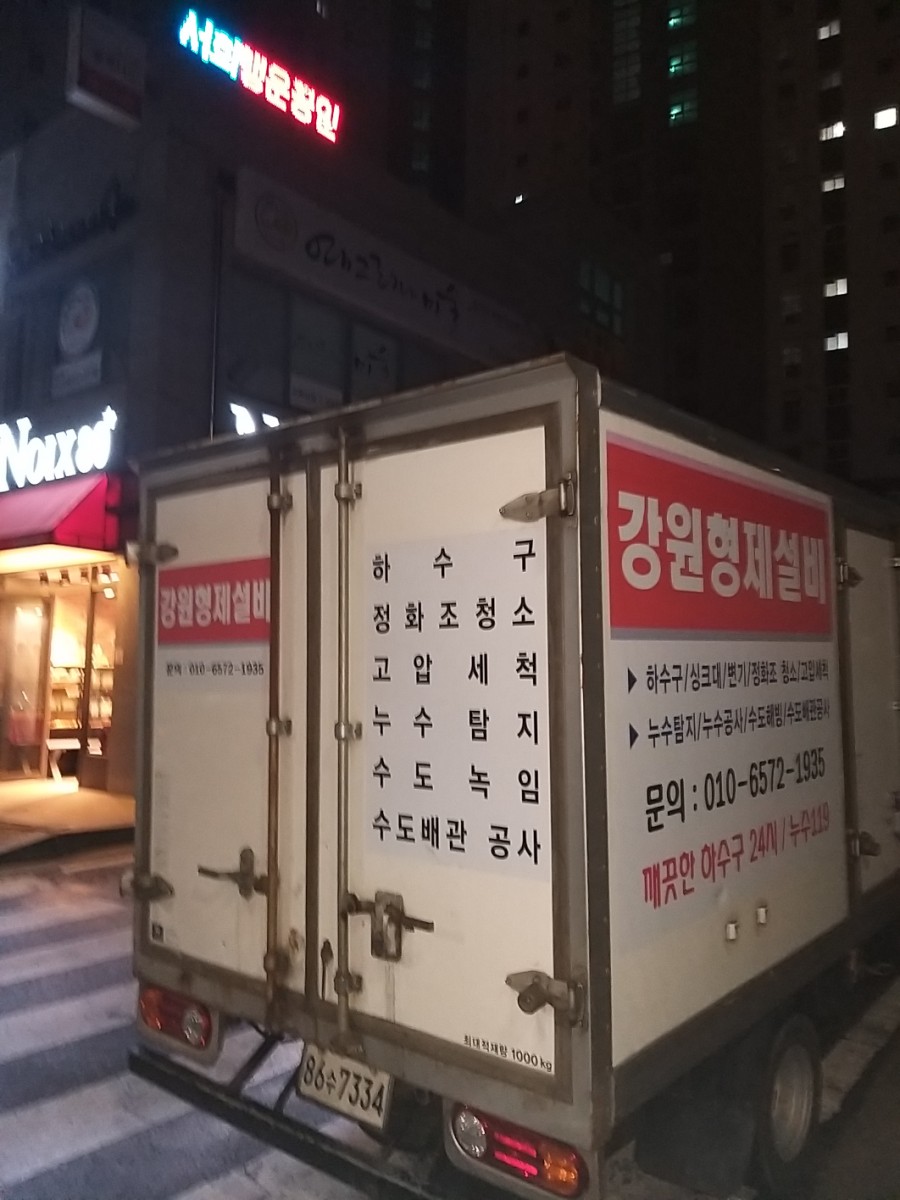 NOIX80
강원형제설비
문의 : 010-6572-1935
하 수 구
정화조청소
고 압 세 척
누 수 탐 지
수 도 녹 임
수도배관 공사
최대적재량 1000kg
86수7334
강원형제설비
▶ 하수구/싱크대/변기/정화조 청소/고압세척
▶ 누수탐지/누수공사/수도해빙/수도배관공사
문의 : 010-6572-1935
깨끗한 하수구 24시 / 누수119